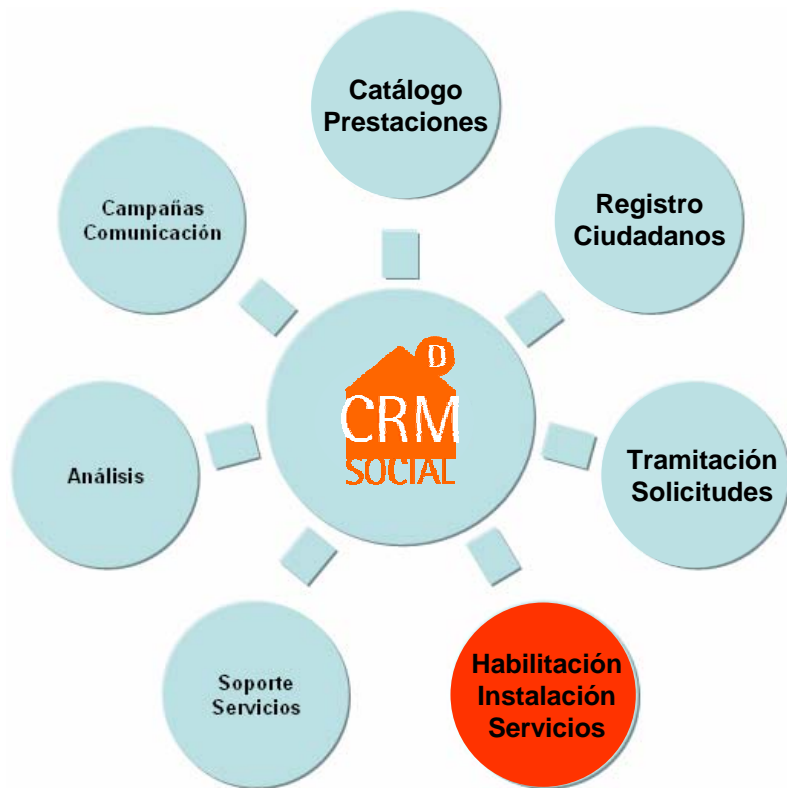 Catálogo
Prestaciones
Registro
Ciudadanos
Tramitación
Solicitudes
Habilitación
Instalación
Servicios
Soporte
Servicios
Análisis
Campañas
Comunicación
D
CRM
SOCIAL